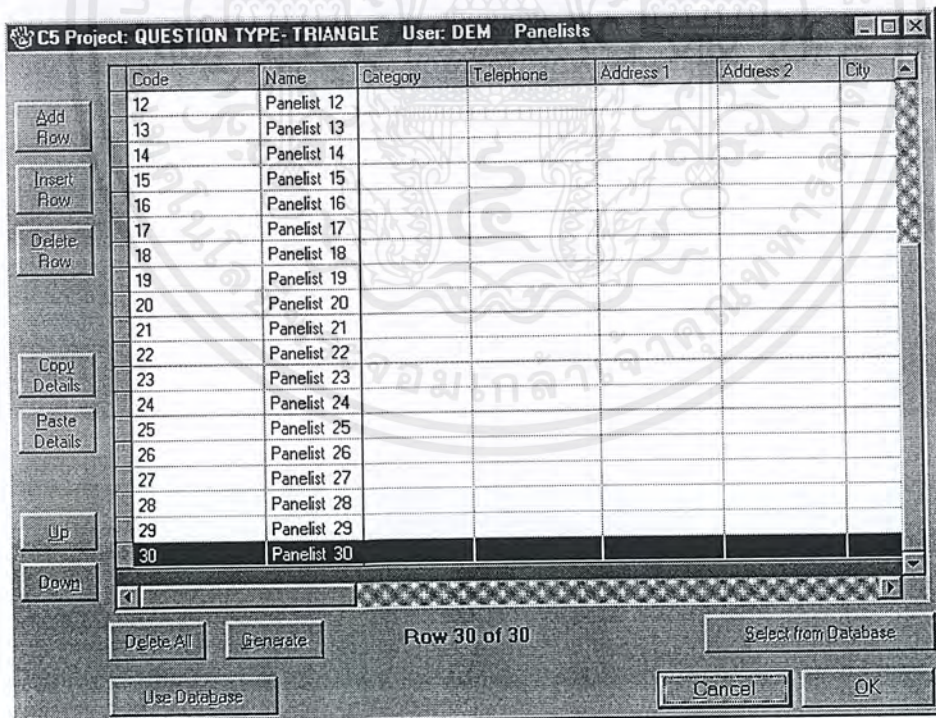 C5 Project: QUESTION TYPE- TRIANGLE User: DEM Panelists
Code Name Category Telephone Address 1 Address 2 City
12 Panelist 12
13 Panelist 13
14 Panelist 14
15 Panelist 15
16 Panelist 16
17 Panelist 17
18 Panelist 18
19 Panelist 19
20 Panelist 20
21 Panelist 21
22 Panelist 22
23 Panelist 23
24 Panelist 24
25 Panelist 25
26 Panelist 26
27 Panelist 27
28 Panelist 28
29 Panelist 29
30 Panelist 30
Add
Row
Insert
Row
Delete
Row
Copy
Details
Paste
Details
Up
Down
Delete All Generate Row 30 of 30 Select from Database
Use Database Cancel OK